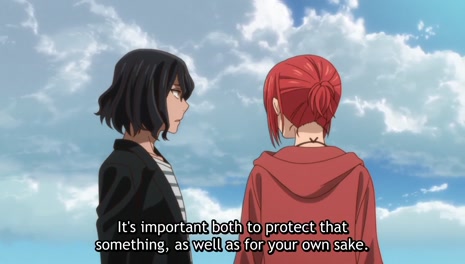 It's important both to protect that
something, as well as for your own sake.